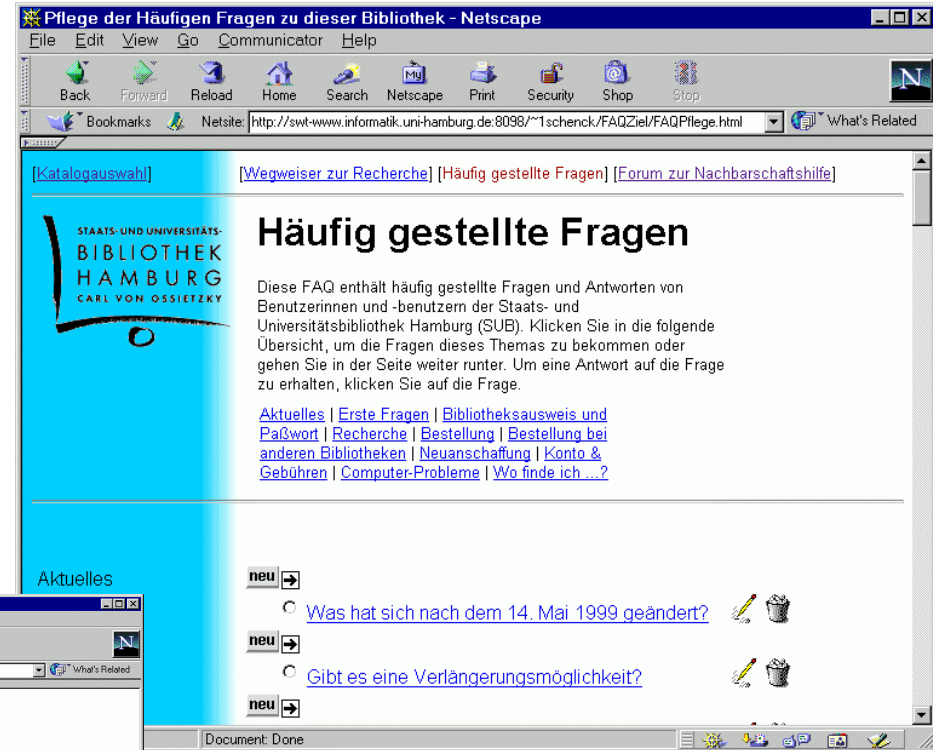 Pflege der Häufigen Fragen zu dieser Bibliothek - Netscape
File Edit View Go Communicator Help
Back Forward Reload Home Search Netscape Print Security Shop Stop
My
N
Bookmarks Netsite: http://swt-www.informatik.uni-hamburg.de:8098/~1schenck/FAQZiel/FAQPflege.html What's Related
[Katalogauswahl] [Wegweiser zur Recherche] [Häufig gestellte Fragen] [Forum zur Nachbarschaftshilfe]
STAATS- UND UNIVERSITÄTS-
BIBLIOTHEK
HAMBURG
CARL VON OSSIETZKY
Häufig gestellte Fragen
Diese FAQ enthält häufig gestellte Fragen und Antworten von
Benutzerinnen und -benutzern der Staats- und
Universitätsbibliothek Hamburg (SUB). Klicken Sie in die folgende
Übersicht, um die Fragen dieses Themas zu bekommen oder
gehen Sie in der Seite weiter runter. Um eine Antwort auf die Frage
zu erhalten, klicken Sie auf die Frage.
Aktuelles | Erste Fragen | Bibliotheksausweis und
Paßwort | Recherche | Bestellung | Bestellung bei
anderen Bibliotheken | Neuanschaffung | Konto &
Gebühren | Computer-Probleme | Wo finde ich ...?
Aktuelles
neu
Was hat sich nach dem 14. Mai 1999 geändert?
neu
Gibt es eine Verlängerungsmöglichkeit?
neu
N
What's Related
Document: Done